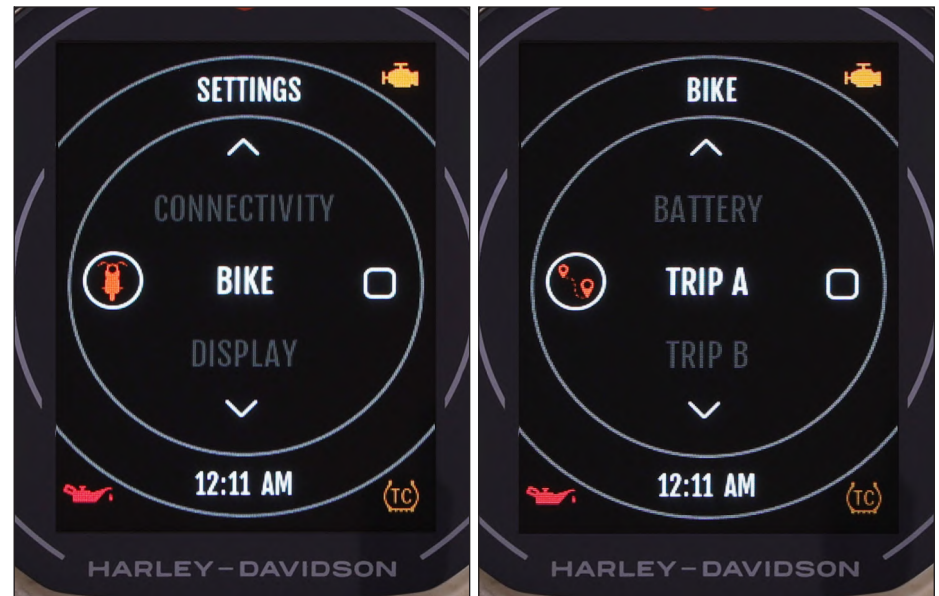 SETTINGS
CONNECTIVITY
BIKE
DISPLAY
12:11 AM
TC
HARLEY-DAVIDSON
BIKE
BATTERY
TRIP A
TRIP B
12:11 AM
TC
HARLEY-DAVIDSON